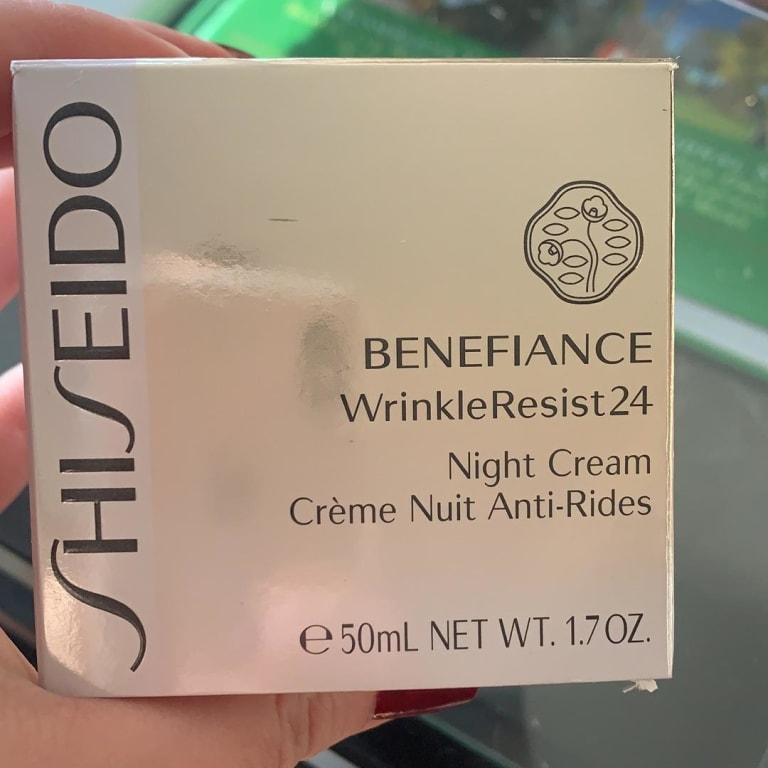 SHISEIDO
BENEFIANCE
WrinkleResist24
Night Cream
Crème Nuit Anti-Rides
℮50mL NET WT. 1.7 OZ.